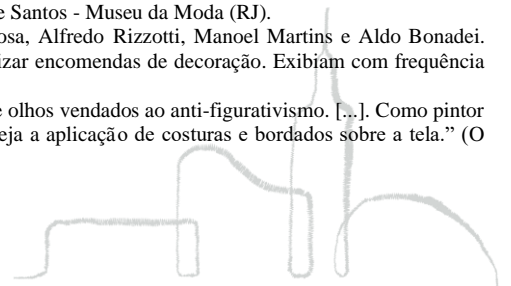 e Santos - Museu da Moda (RJ).
osa, Alfredo Rizzotti, Manoel Martins e Aldo Bonadei.
izar encomendas de decoração. Exibiam com frequência
e olhos vendados ao anti-figurativismo. [...]. Como pintor
eja a aplicação de costuras e bordados sobre a tela.” (O